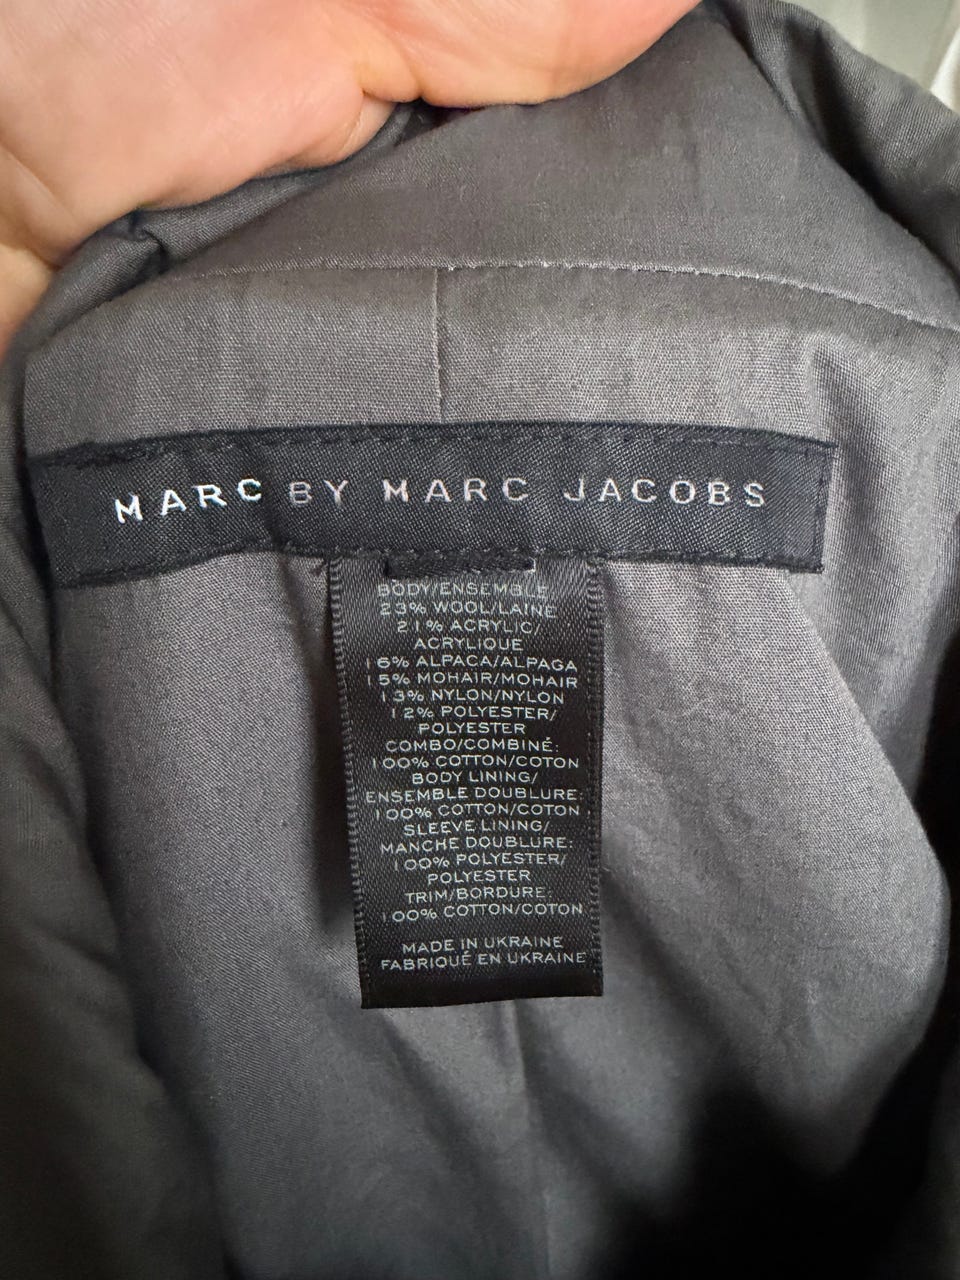 MARC BY MARC JACOBS
BODY/ENSEMBLE
23% WOOL/LAINE
21% ACRYLIC/
ACRYLIQUE
16% ALPACA/ALPAGA
15% MOHAIR/MOHAIR
13% NYLON/NYLON
12% POLYESTER/
POLYESTER
COMBO/COMBINÉ:
100% COTTON/COTON
BODY LINING/
ENSEMBLE DOUBLURE:
100% COTTON/COTON
SLEEVE LINING/
MANCHE DOUBLURE:
100% POLYESTER/
POLYESTER
TRIM/BORDURE:
100% COTTON/COTON
MADE IN UKRAINE
FABRIQUÉ EN UKRAINE